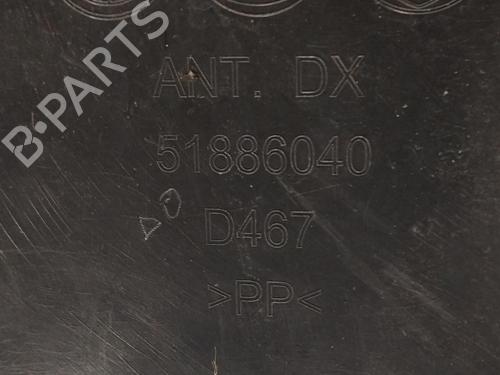 B-PARTS
ANT. DX
51886040
D467
>PP<